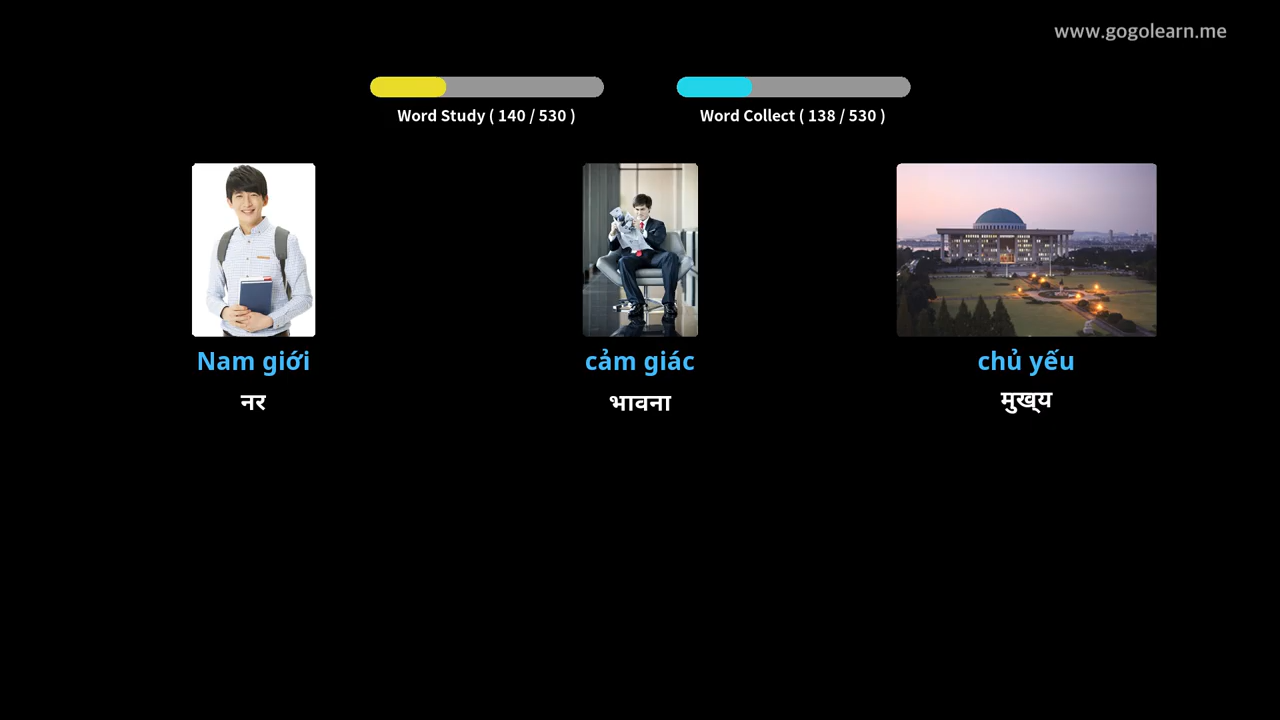 www.gogolearn.me
Word Study ( 140 / 530 )
Word Collect ( 138 / 530 )
Nam giới
cảm giác
chủ yếu
नर
भावना
मुख्य